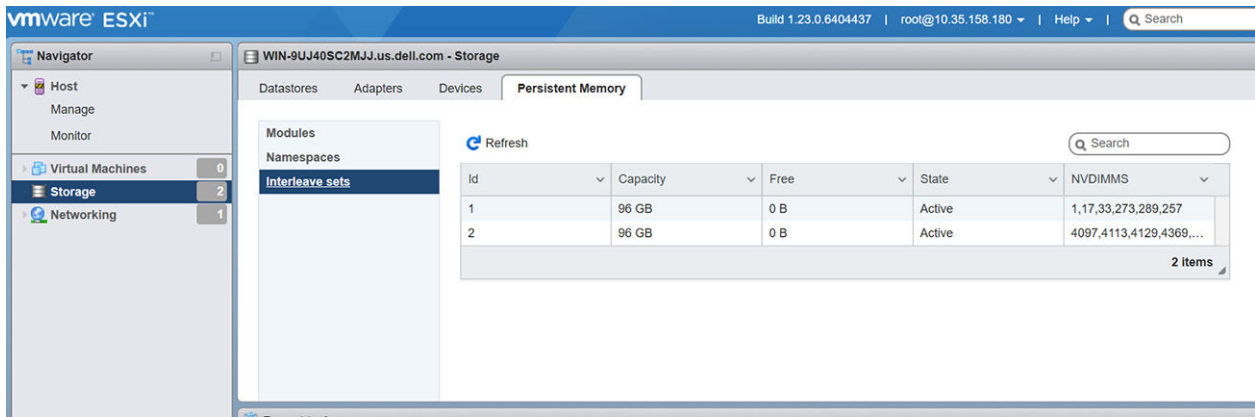 vmware ESXi™
Build 1.23.0.6404437 | root@10.35.158.180 | Help | Search
Navigator
WIN-9UJ40SC2MJJ.us.dell.com - Storage
Host
Manage
Monitor
Virtual Machines 0
Storage 2
Networking 1
Datastores Adapters Devices Persistent Memory
Modules
Namespaces
Interleave sets
Refresh Search
Id Capacity Free State NVDIMMS
1 96 GB 0 B Active 1,17,33,273,289,257
2 96 GB 0 B Active 4097,4113,4129,4369,...
2 items